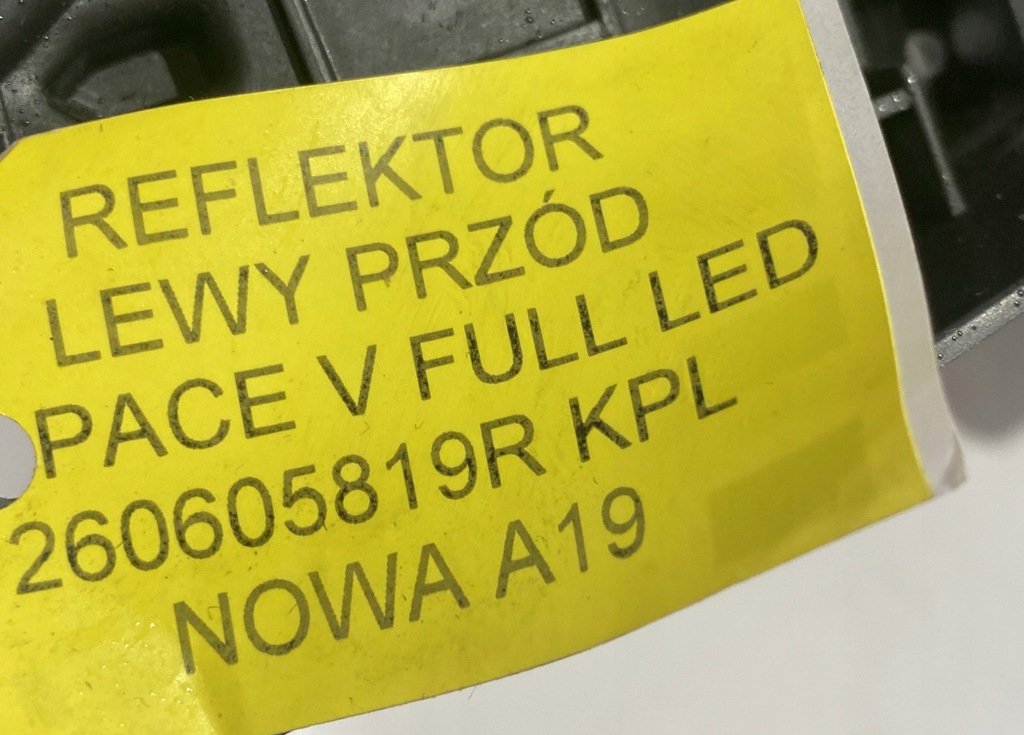 REFLEKTOR
LEWY PRZÓD
PACE V FULL LED
260605819R KPL
NOWA A19